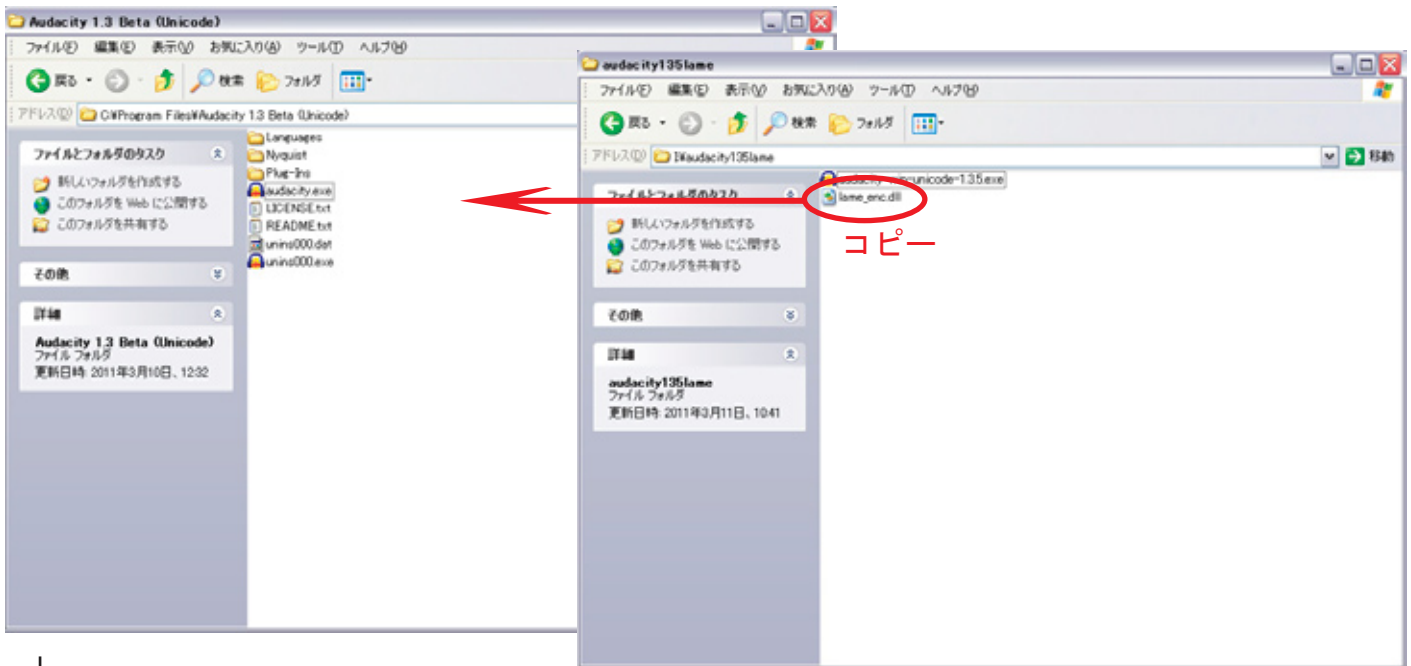 Audacity 1.3 Beta (Unicode)
ファイル(F) 編集(E) 表示(V) お気に入り(A) ツール(T) ヘルプ(H)
戻る 検索 フォルダ
アドレス(D) C:¥Program Files¥Audacity 1.3 Beta (Unicode)
ファイルとフォルダのタスク
新しいフォルダを作成する
このフォルダを Web に公開する
このフォルダを共有する
その他
詳細
Audacity 1.3 Beta (Unicode)
ファイル フォルダ
更新日時: 2011年3月10日、12:32
Languages
Nyquist
Plug-Ins
audacity.exe
LICENSE.txt
README.txt
unins000.dat
unins000.exe
audacity135lame
ファイル(F) 編集(E) 表示(V) お気に入り(A) ツール(T) ヘルプ(H)
戻る 検索 フォルダ
アドレス(D) I:¥audacity135lame 移動
ファイルとフォルダのタスク
新しいフォルダを作成する
このフォルダを Web に公開する
このフォルダを共有する
その他
詳細
audacity135lame
ファイル フォルダ
更新日時: 2011年3月11日、10:41
audacity-win-unicode-1.3.5.exe
lame_enc.dll
コピー